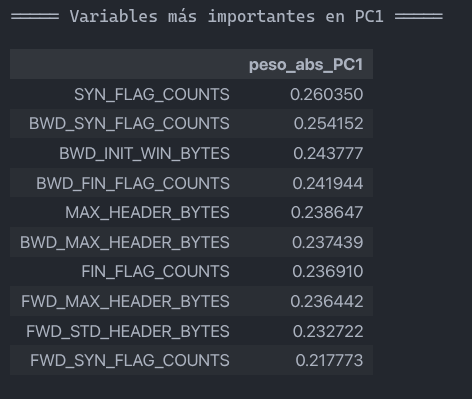 ═════ Variables más importantes en PC1 ═════
peso_abs_PC1
SYN_FLAG_COUNTS 0.260350
BWD_SYN_FLAG_COUNTS 0.254152
BWD_INIT_WIN_BYTES 0.243777
BWD_FIN_FLAG_COUNTS 0.241944
MAX_HEADER_BYTES 0.238647
BWD_MAX_HEADER_BYTES 0.237439
FIN_FLAG_COUNTS 0.236910
FWD_MAX_HEADER_BYTES 0.236442
FWD_STD_HEADER_BYTES 0.232722
FWD_SYN_FLAG_COUNTS 0.217773